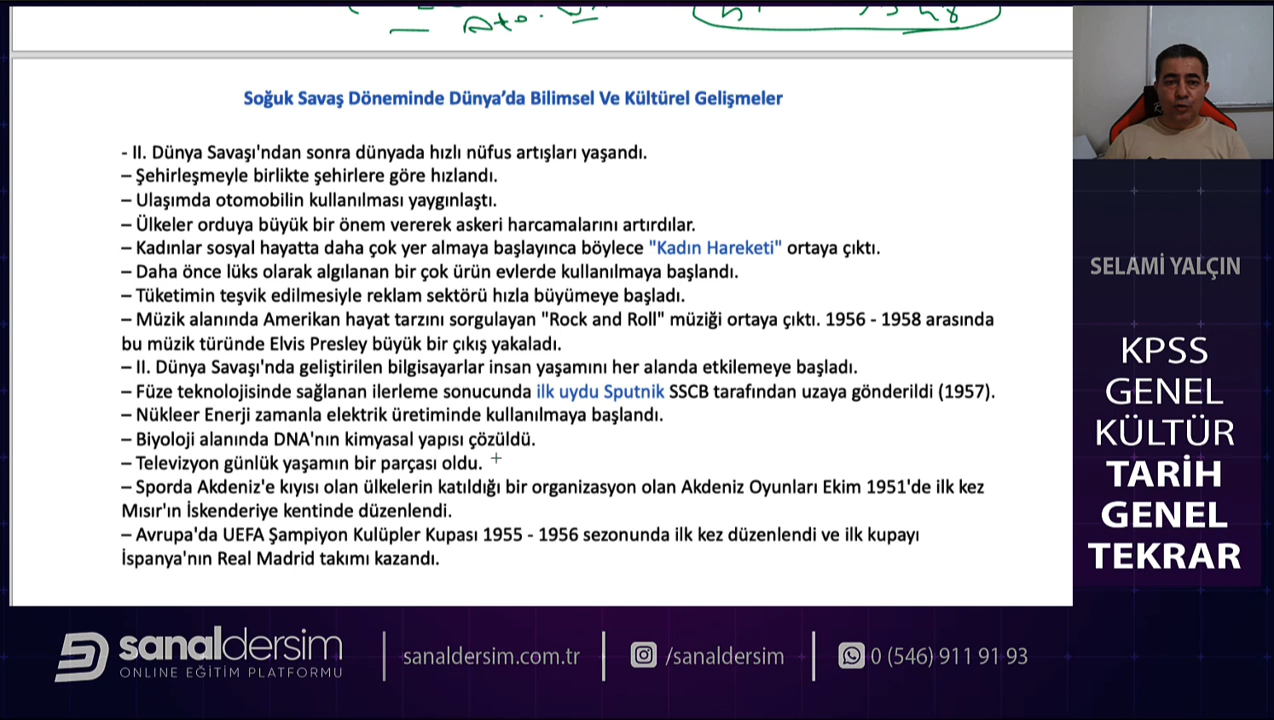 Soğuk Savaş Döneminde Dünya'da Bilimsel Ve Kültürel Gelişmeler
- II. Dünya Savaşı'ndan sonra dünyada hızlı nüfus artışları yaşandı.
– Şehirleşmeyle birlikte şehirlere göre hızlandı.
– Ulaşımda otomobilin kullanılması yaygınlaştı.
– Ülkeler orduya büyük bir önem vererek askeri harcamalarını artırdılar.
– Kadınlar sosyal hayatta daha çok yer almaya başlayınca böylece "Kadın Hareketi" ortaya çıktı.
– Daha önce lüks olarak algılanan bir çok ürün evlerde kullanılmaya başlandı.
– Tüketimin teşvik edilmesiyle reklam sektörü hızla büyümeye başladı.
– Müzik alanında Amerikan hayat tarzını sorgulayan "Rock and Roll" müziği ortaya çıktı. 1956 - 1958 arasında
bu müzik türünde Elvis Presley büyük bir çıkış yakaladı.
– II. Dünya Savaşı'nda geliştirilen bilgisayarlar insan yaşamını her alanda etkilemeye başladı.
– Füze teknolojisinde sağlanan ilerleme sonucunda ilk uydu Sputnik SSCB tarafından uzaya gönderildi (1957).
– Nükleer Enerji zamanla elektrik üretiminde kullanılmaya başlandı.
– Biyoloji alanında DNA'nın kimyasal yapısı çözüldü.
– Televizyon günlük yaşamın bir parçası oldu.
– Sporda Akdeniz'e kıyısı olan ülkelerin katıldığı bir organizasyon olan Akdeniz Oyunları Ekim 1951'de ilk kez
Mısır'ın İskenderiye kentinde düzenlendi.
– Avrupa'da UEFA Şampiyon Kulüpler Kupası 1955 - 1956 sezonunda ilk kez düzenlendi ve ilk kupayı
İspanya'nın Real Madrid takımı kazandı.
SELAMİ YALÇIN
KPSS
GENEL
KÜLTÜR
TARİH
GENEL
TEKRAR
sanaldersim
ONLINE EĞİTİM PLATFORMU
sanaldersim.com.tr
/sanaldersim
0 (546) 911 91 93